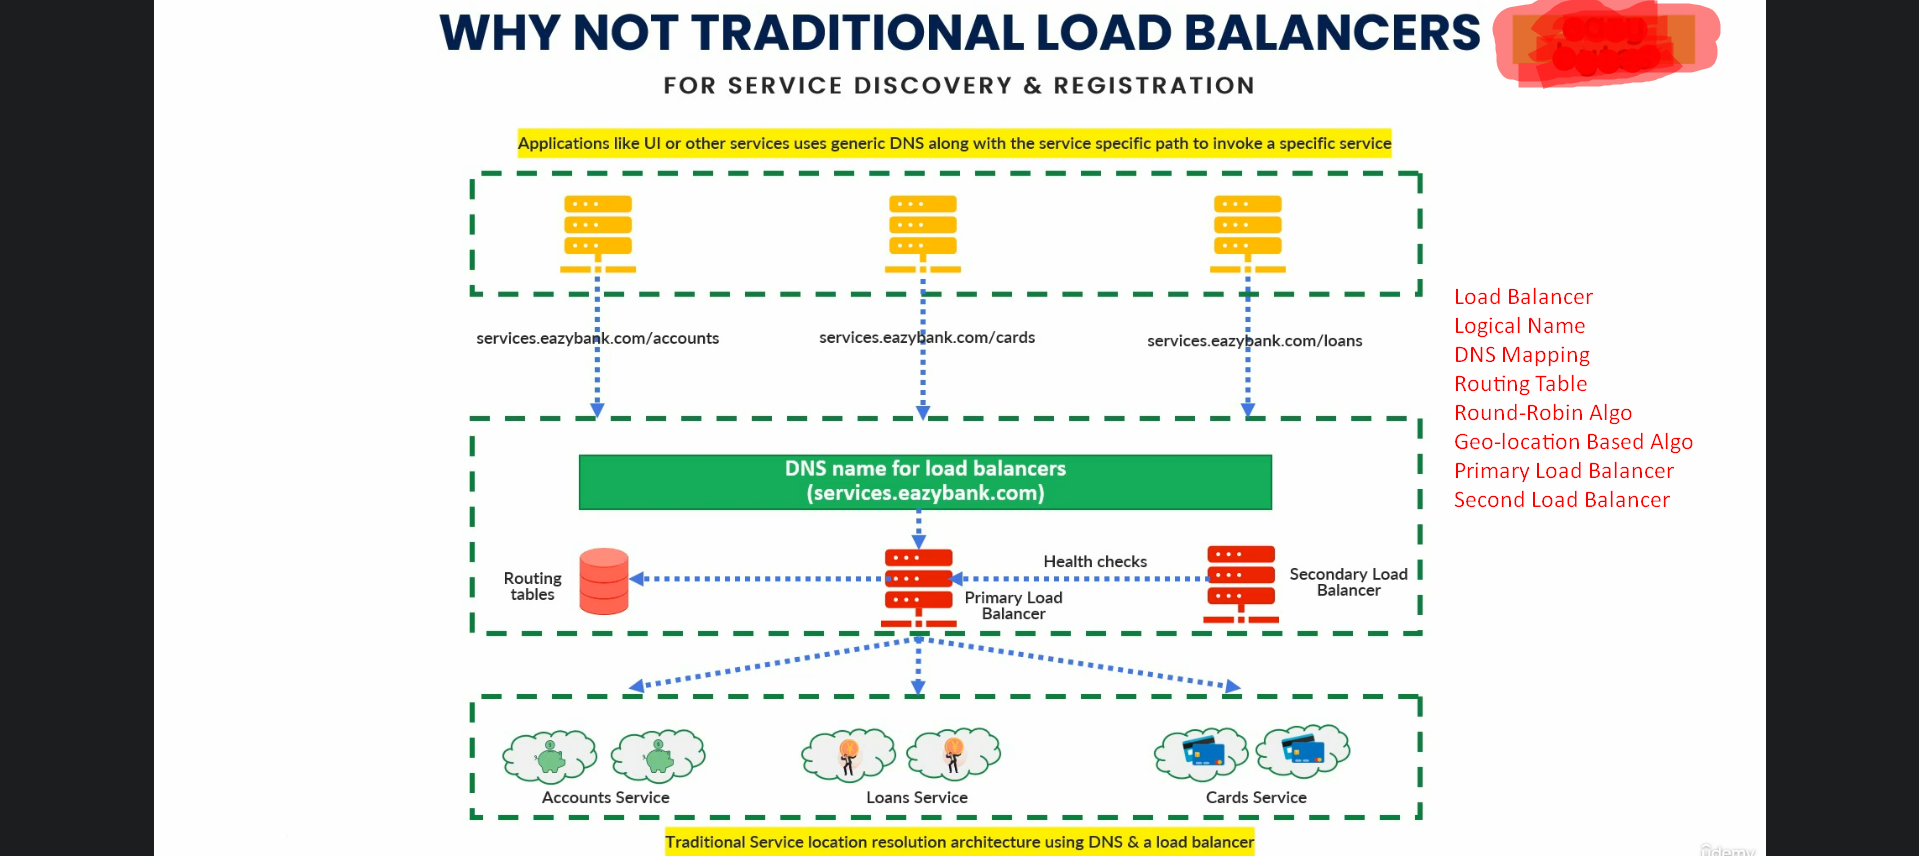 WHY NOT TRADITIONAL LOAD BALANCERS
FOR SERVICE DISCOVERY & REGISTRATION
Applications like UI or other services uses generic DNS along with the service specific path to invoke a specific service
services.eazybank.com/accounts
services.eazybank.com/cards
services.eazybank.com/loans
Load Balancer
Logical Name
DNS Mapping
Routing Table
Round-Robin Algo
Geo-location Based Algo
Primary Load Balancer
Second Load Balancer
DNS name for load balancers
(services.eazybank.com)
Routing
tables
Health checks
Primary Load
Balancer
Secondary Load
Balancer
Accounts Service
Loans Service
Cards Service
Traditional Service location resolution architecture using DNS & a load balancer
ûdemy